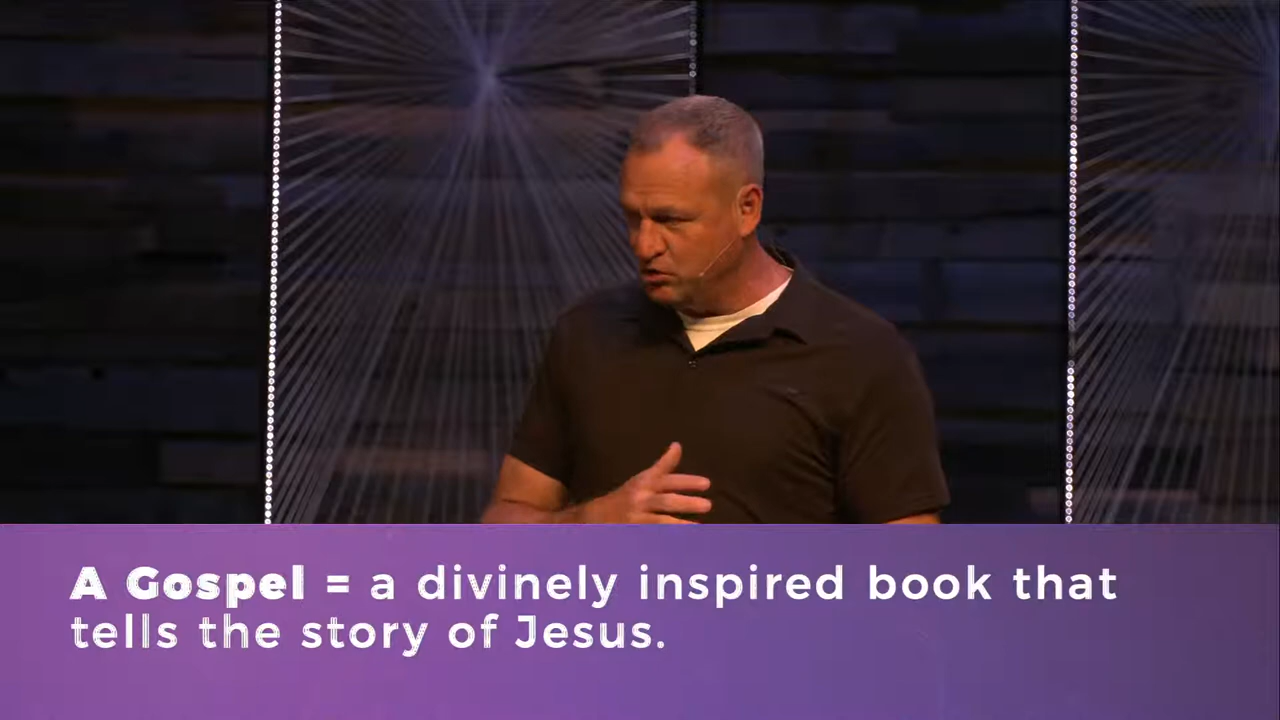 A Gospel = a divinely inspired book that
tells the story of Jesus.